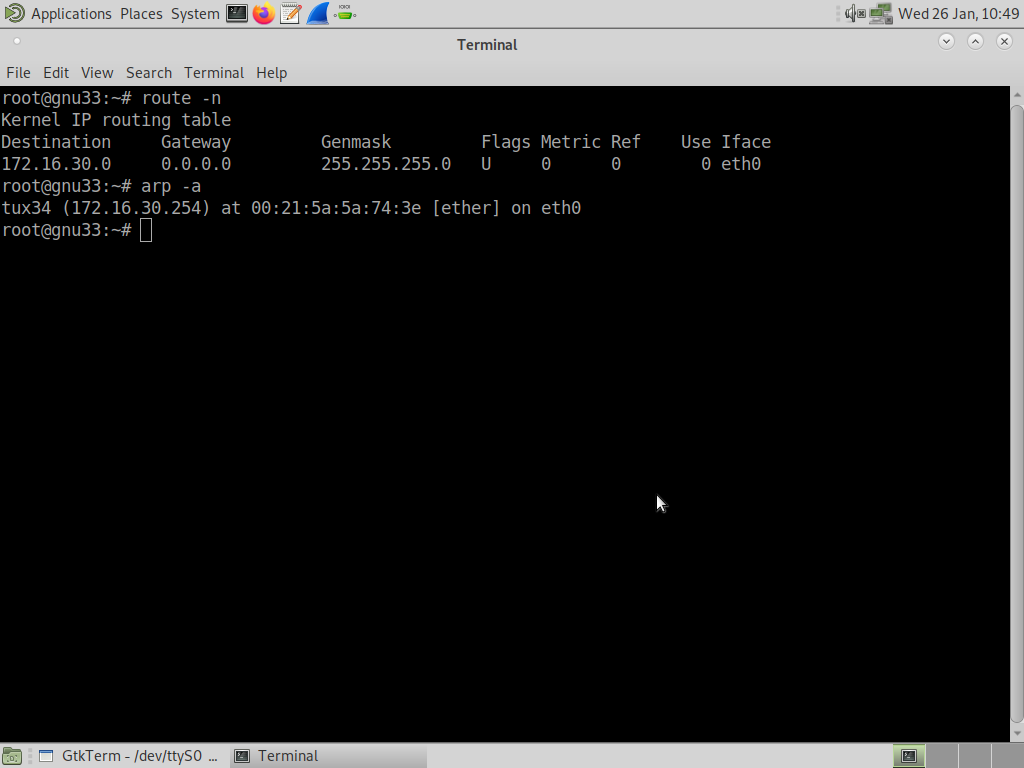 Applications Places System Wed 26 Jan, 10:49
Terminal
File Edit View Search Terminal Help
root@gnu33:~# route -n
Kernel IP routing table
Destination     Gateway         Genmask         Flags Metric Ref    Use Iface
172.16.30.0     0.0.0.0         255.255.255.0   U     0      0        0 eth0
root@gnu33:~# arp -a
tux34 (172.16.30.254) at 00:21:5a:5a:74:3e [ether] on eth0
root@gnu33:~#
GtkTerm - /dev/ttyS0 ... Terminal